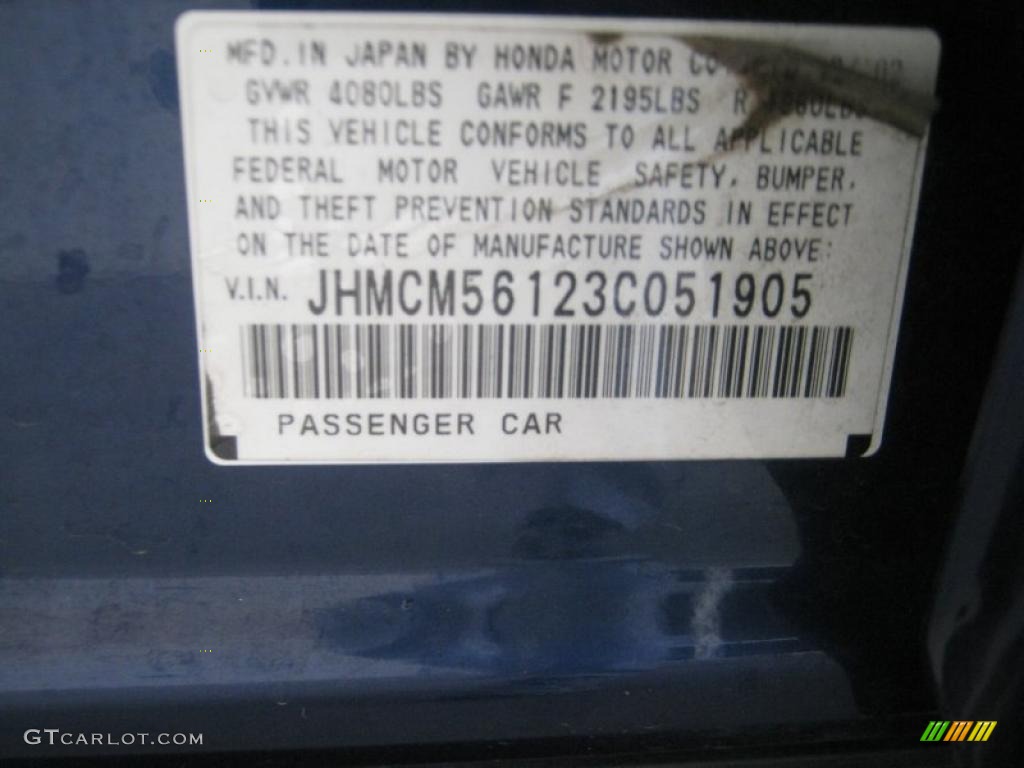 MFD. IN JAPAN BY HONDA MOTOR CO
GVWR 4080LBS GAWR F 2195LBS R
THIS VEHICLE CONFORMS TO ALL APPLICABLE
FEDERAL MOTOR VEHICLE SAFETY, BUMPER,
AND THEFT PREVENTION STANDARDS IN EFFECT
ON THE DATE OF MANUFACTURE SHOWN ABOVE:
V.I.N. JHMCM56123C051905
PASSENGER CAR
GTCARLOT.COM